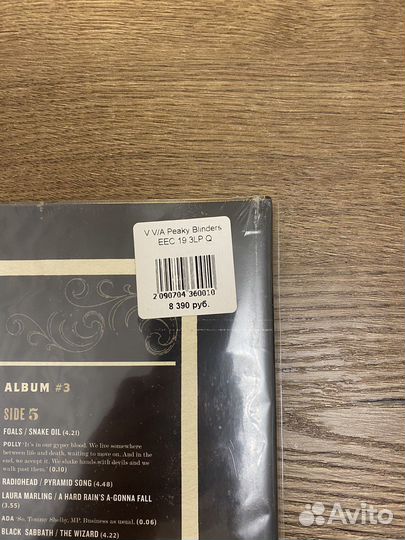 V V/A Peaky Blinders
EEC 19 3LP Q
2 090704 360010
8 390 руб.
ALBUM #3
SIDE 5
FOALS / SNAKE OIL (4.21)
POLLY 'It's in our gypsy blood. We live somewhere
between life and death, waiting to move on. And in the
end, we accept it. We shake hands with devils and we
walk past them.' (0.10)
RADIOHEAD / PYRAMID SONG (4.48)
LAURA MARLING / A HARD RAIN'S A-GONNA FALL
(3.55)
ADA 'So, Tommy Shelby, MP. Business as usual. (0.06)
BLACK SABBATH / THE WIZARD (4.22)
Avito